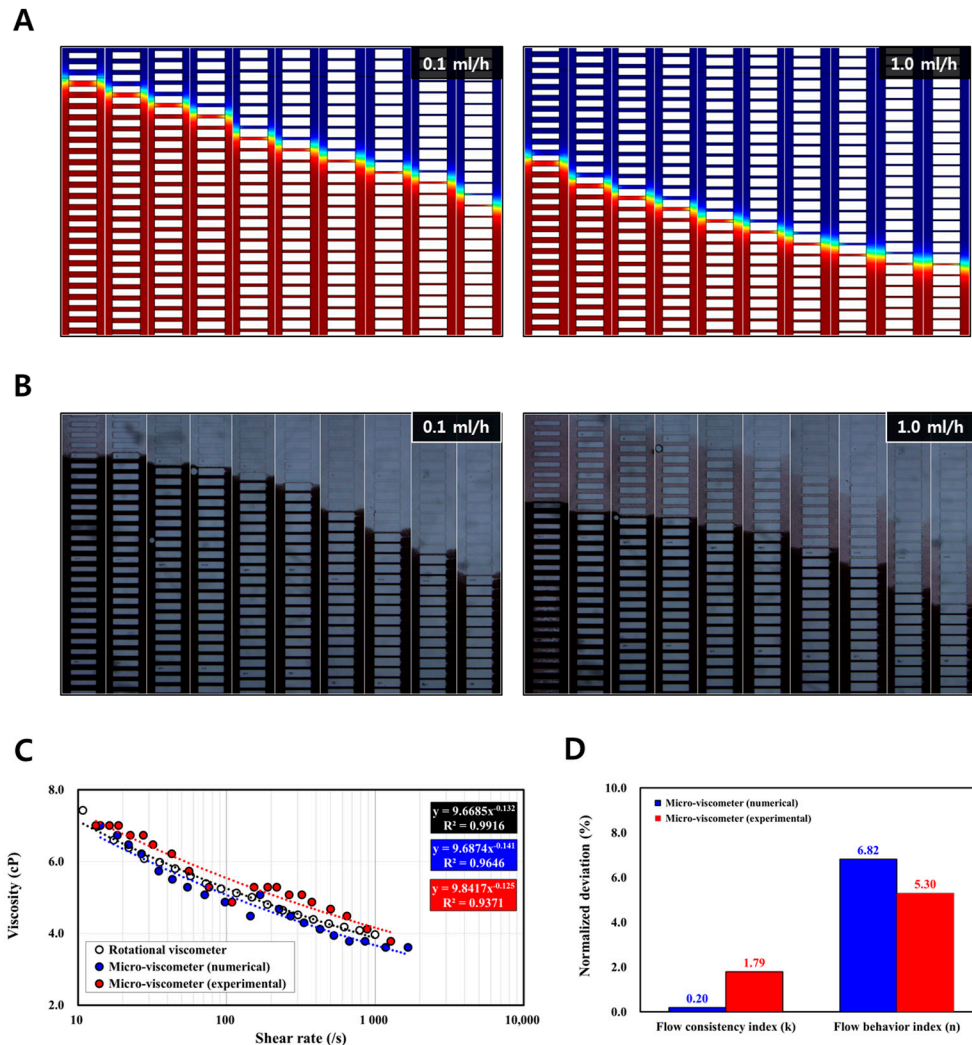 A
0.1 ml/h
1.0 ml/h
B
0.1 ml/h
1.0 ml/h
C
8.0
6.0
4.0
2.0
Viscosity (cP)
y = 9.6685x^-0.132
R² = 0.9916
y = 9.6874x^-0.141
R² = 0.9646
y = 9.8417x^-0.125
R² = 0.9371
Rotational viscometer
Micro-viscometer (numerical)
Micro-viscometer (experimental)
10
100
1 000
10,000
Shear rate (/s)
D
10.0
8.0
6.0
4.0
2.0
0.0
Normalized deviation (%)
Micro-viscometer (numerical)
Micro-viscometer (experimental)
0.20
1.79
6.82
5.30
Flow consistency index (k)
Flow behavior index (n)